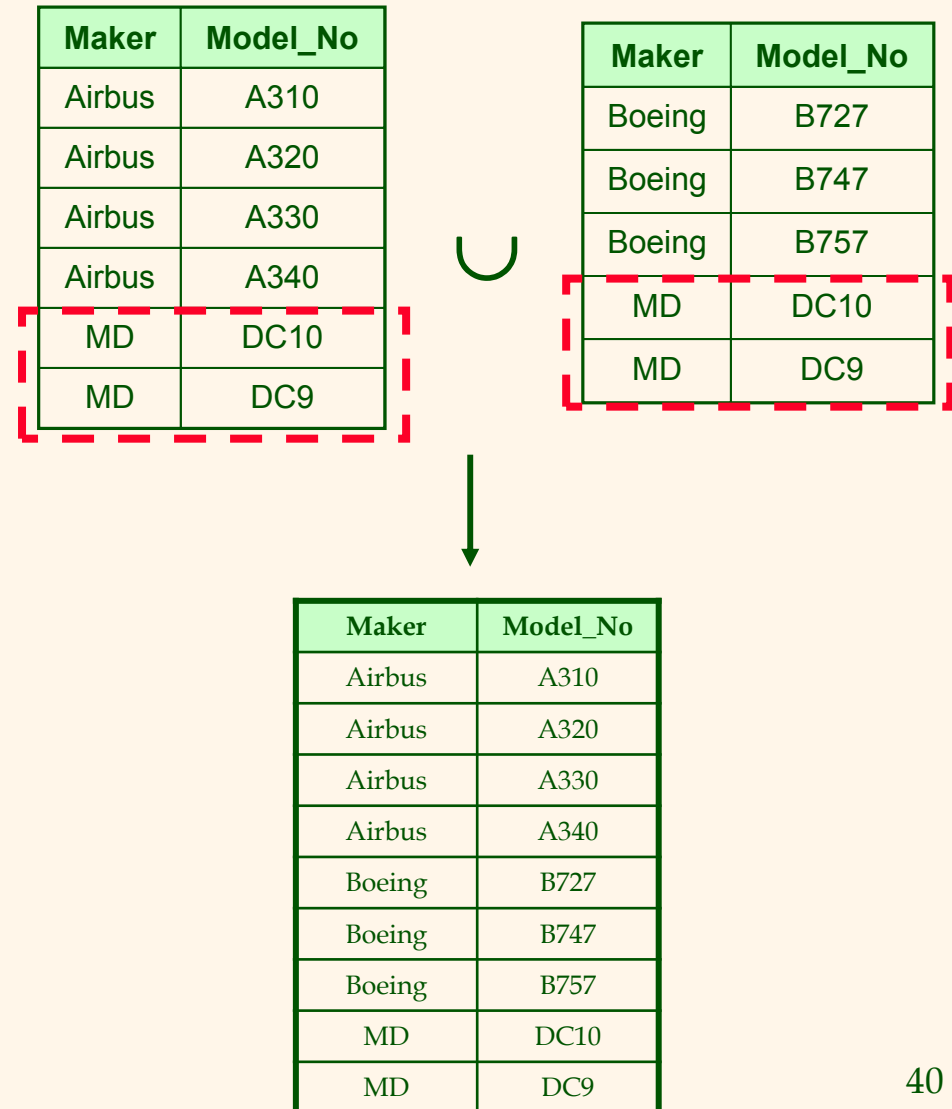 Maker Model_No
Airbus A310
Airbus A320
Airbus A330
Airbus A340
MD DC10
MD DC9
∪
Maker Model_No
Boeing B727
Boeing B747
Boeing B757
MD DC10
MD DC9
Maker Model_No
Airbus A310
Airbus A320
Airbus A330
Airbus A340
Boeing B727
Boeing B747
Boeing B757
MD DC10
MD DC9
40